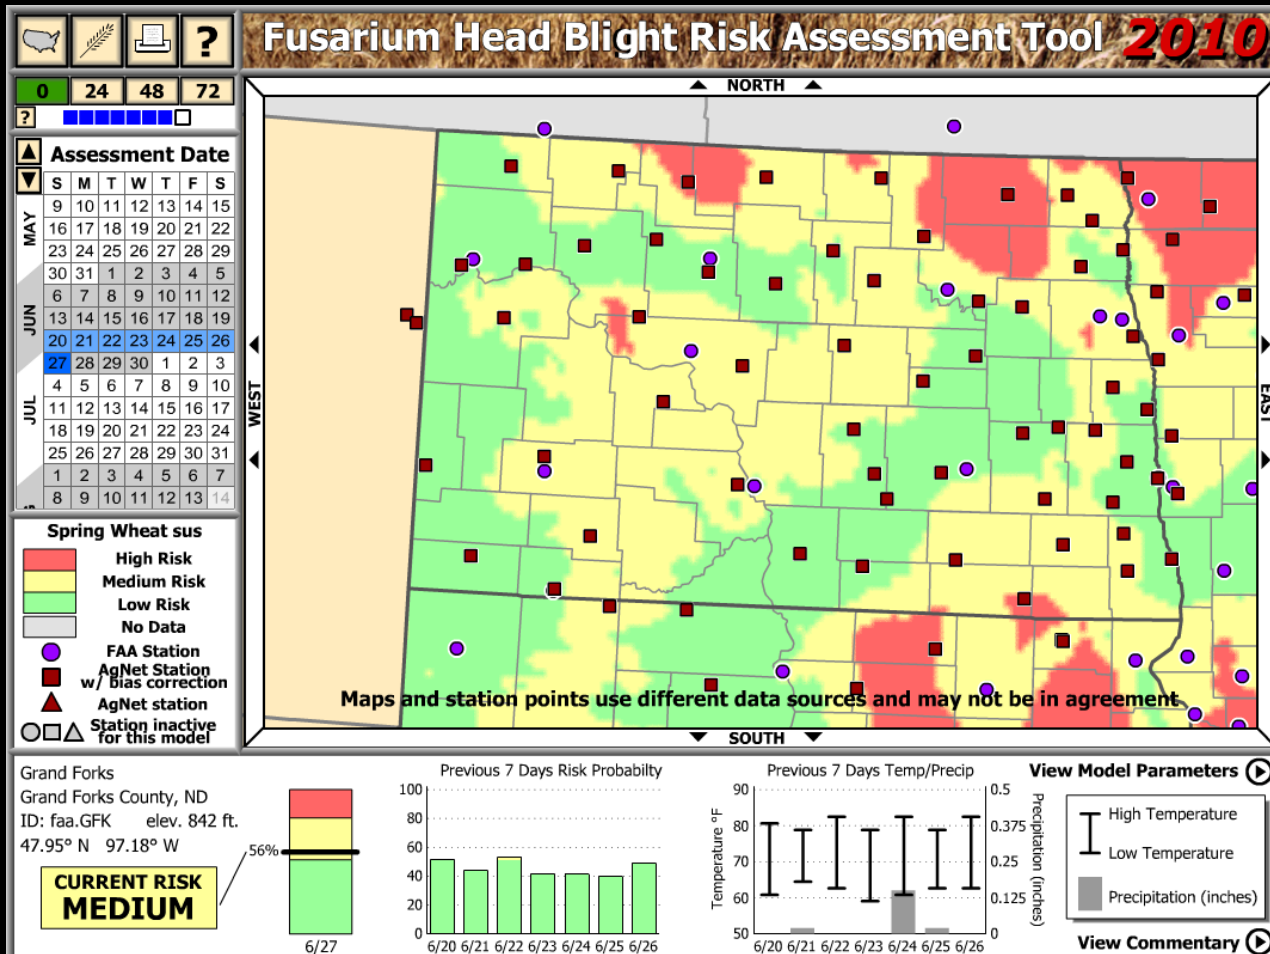 ?
Fusarium Head Blight Risk Assessment Tool 2010
0 24 48 72
?
Assessment Date
S M T W T F S
MAY
9 10 11 12 13 14 15
16 17 18 19 20 21 22
23 24 25 26 27 28 29
30 31 1 2 3 4 5
JUN
6 7 8 9 10 11 12
13 14 15 16 17 18 19
20 21 22 23 24 25 26
27 28 29 30 1 2 3
JUL
4 5 6 7 8 9 10
11 12 13 14 15 16 17
18 19 20 21 22 23 24
25 26 27 28 29 30 31
1 2 3 4 5 6 7
8 9 10 11 12 13 14
Spring Wheat sus
High Risk
Medium Risk
Low Risk
No Data
FAA Station
AgNet Station
w/ bias correction
AgNet station
Station inactive
for this model
NORTH
WEST
EAST
Maps and station points use different data sources and may not be in agreement
SOUTH
Grand Forks
Grand Forks County, ND
ID: faa.GFK elev. 842 ft.
47.95° N 97.18° W
CURRENT RISK
MEDIUM
56%
6/27
Previous 7 Days Risk Probabilty
100
80
60
40
20
0
6/20 6/21 6/22 6/23 6/24 6/25 6/26
Previous 7 Days Temp/Precip
Temperature °F
90
80
70
60
50
0.5
0.375
0.25
0.125
0
Precipitation (inches)
6/20 6/21 6/22 6/23 6/24 6/25 6/26
View Model Parameters
High Temperature
Low Temperature
Precipitation (inches)
View Commentary